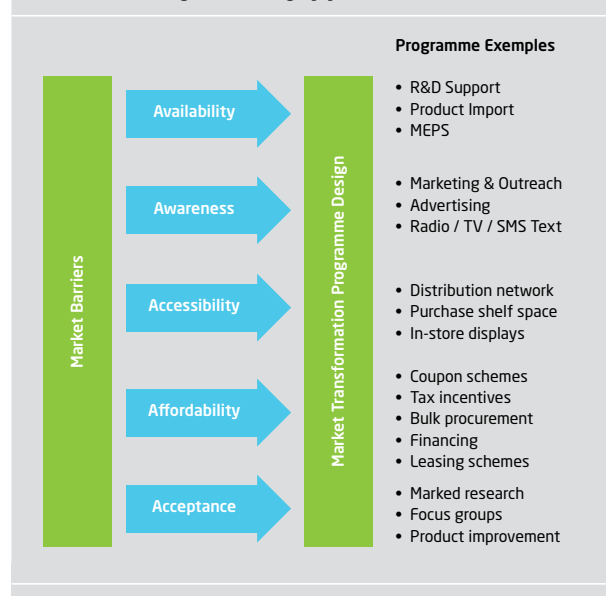 Programme Examples
Market Barriers
Availability
Awareness
Accessibility
Affordability
Acceptance
Market Transformation Programme Design
• R&D Support
• Product Import
• MEPS
• Marketing & Outreach
• Advertising
• Radio / TV / SMS Text
• Distribution network
• Purchase shelf space
• In-store displays
• Coupon schemes
• Tax incentives
• Bulk procurement
• Financing
• Leasing schemes
• Marked research
• Focus groups
• Product improvement